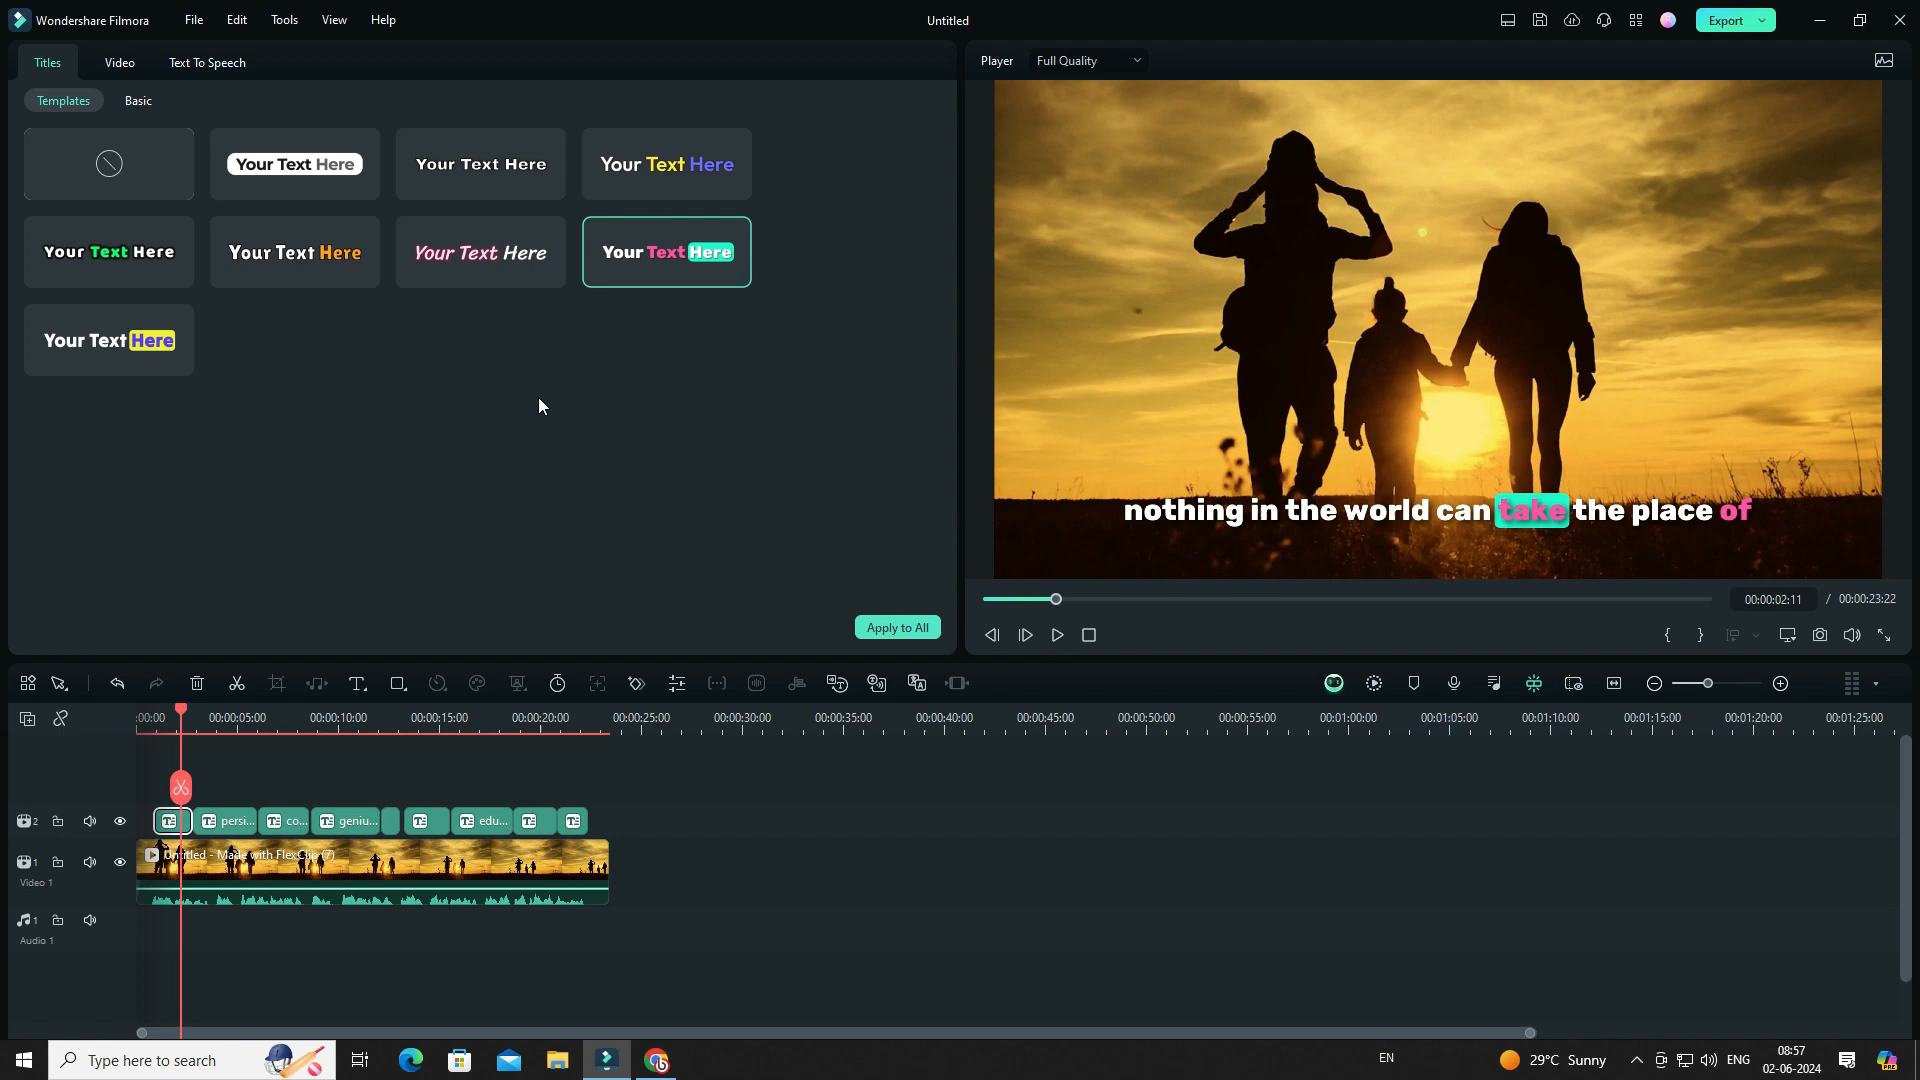 Wondershare Filmora
File
Edit
Tools
View
Help
Untitled
Export
Titles
Video
Text To Speech
Player
Full Quality
Templates
Basic
Your Text Here
Your Text Here
Your Text Here
Your Text Here
Your Text Here
Your Text Here
Your Text Here
Your Text Here
nothing in the world can take the place of
00:00:02:11 / 00:00:23:22
Apply to All
:00:00
00:00:05:00
00:00:10:00
00:00:15:00
00:00:20:00
00:00:25:00
00:00:30:00
00:00:35:00
00:00:40:00
00:00:45:00
00:00:50:00
00:00:55:00
00:01:00:00
00:01:05:00
00:01:10:00
00:01:15:00
00:01:20:00
00:01:25:00
2
persi...
co...
geniu...
edu...
1
Untitled - Made with FlexClip (7)
Video 1
1
Audio 1
Type here to search
EN
29°C Sunny
ENG
08:57
02-06-2024